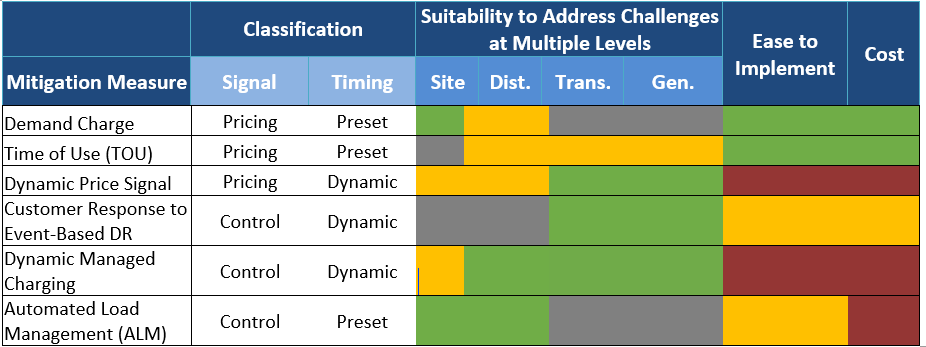 Classification
Suitability to Address Challenges
at Multiple Levels
Ease to
Implement
Cost
Mitigation Measure
Signal
Timing
Site
Dist.
Trans.
Gen.
Demand Charge
Pricing
Preset
Time of Use (TOU)
Pricing
Preset
Dynamic Price Signal
Pricing
Dynamic
Customer Response to
Event-Based DR
Control
Dynamic
Dynamic Managed
Charging
Control
Dynamic
Automated Load
Management (ALM)
Control
Preset